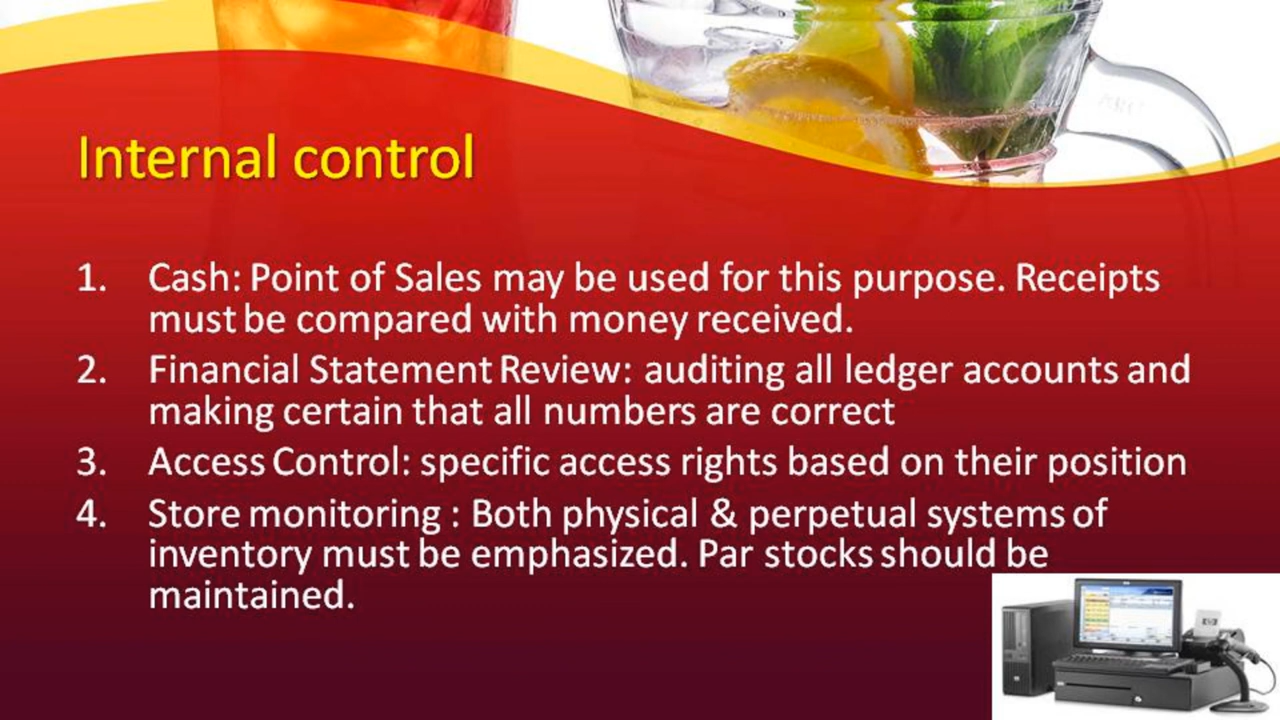 Internal control
1. Cash: Point of Sales may be used for this purpose. Receipts
must be compared with money received.
2. Financial Statement Review: auditing all ledger accounts and
making certain that all numbers are correct
3. Access Control: specific access rights based on their position
4. Store monitoring : Both physical & perpetual systems of
inventory must be emphasized. Par stocks should be
maintained.